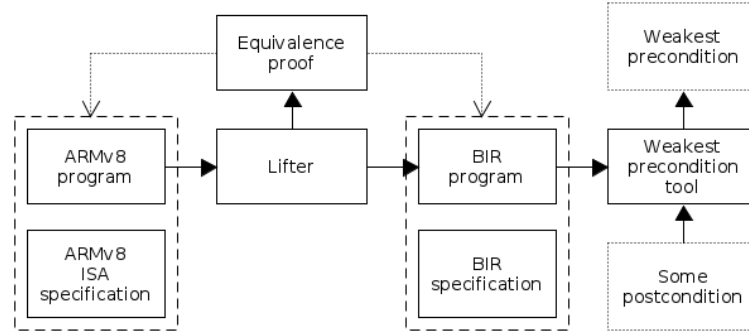 Equivalence
proof
Weakest
precondition
ARMv8
program
Lifter
BIR
program
Weakest
precondition
tool
ARMv8
ISA
specification
BIR
specification
Some
postcondition